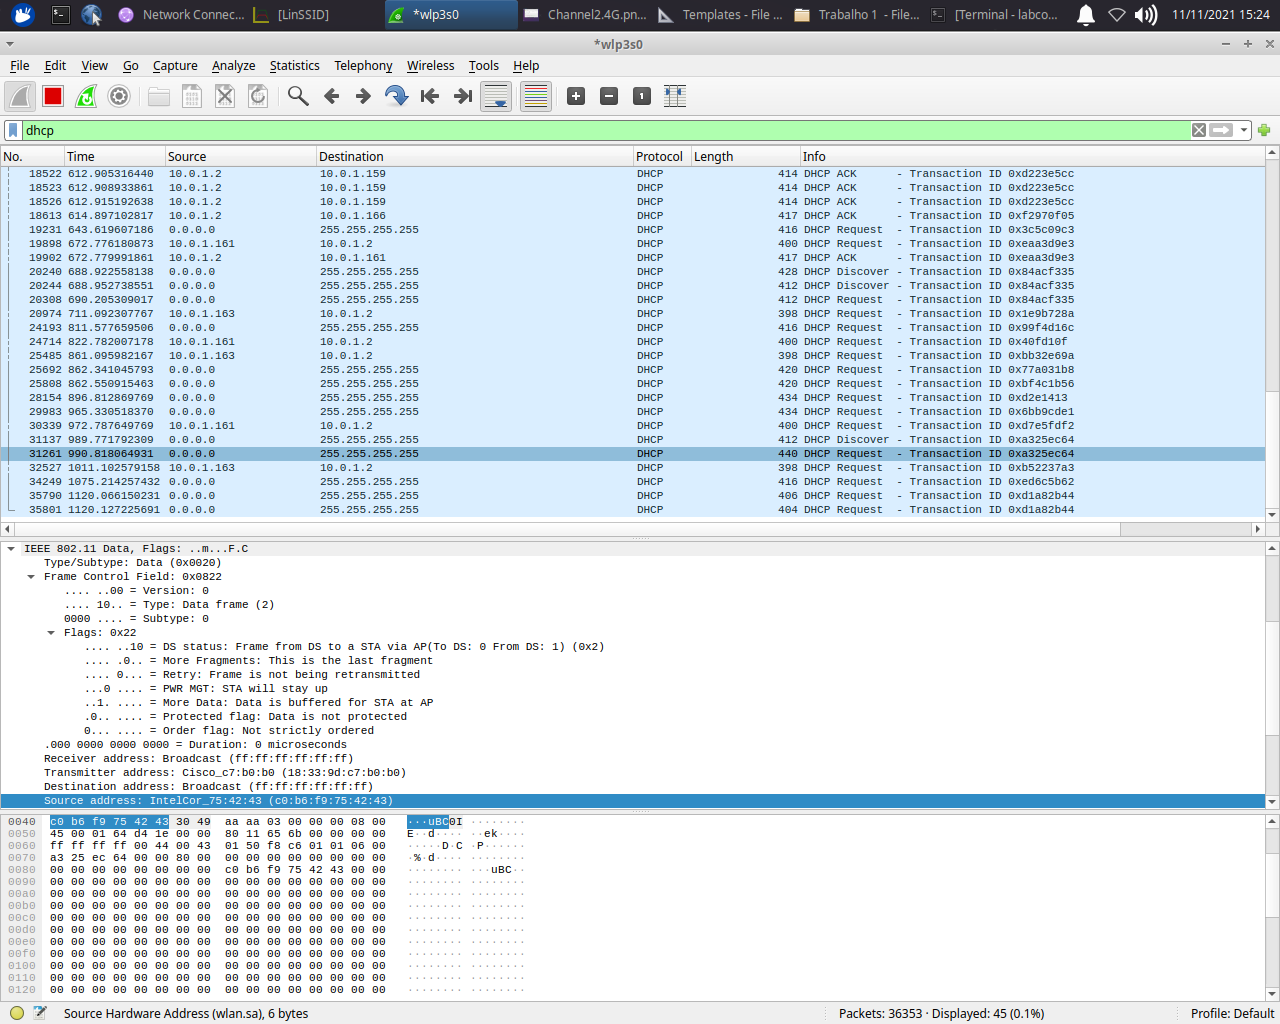 Network Connec... [LinSSID] *wlp3s0 Channel2.4G.pn... Templates - File ... Trabalho 1 - File... [Terminal - labco... 11/11/2021 15:24
*wlp3s0
File Edit View Go Capture Analyze Statistics Telephony Wireless Tools Help
dhcp
No. Time Source Destination Protocol Length Info
18522 612.905316440 10.0.1.2 10.0.1.159 DHCP 414 DHCP ACK - Transaction ID 0xd223e5cc
18523 612.908933861 10.0.1.2 10.0.1.159 DHCP 414 DHCP ACK - Transaction ID 0xd223e5cc
18526 612.915192638 10.0.1.2 10.0.1.159 DHCP 414 DHCP ACK - Transaction ID 0xd223e5cc
18613 614.897102817 10.0.1.2 10.0.1.166 DHCP 417 DHCP ACK - Transaction ID 0xf2970f05
19231 643.619607186 0.0.0.0 255.255.255.255 DHCP 416 DHCP Request - Transaction ID 0x3c5c09c3
19898 672.776180873 10.0.1.161 10.0.1.2 DHCP 400 DHCP Request - Transaction ID 0xeaa3d9e3
19902 672.779991861 10.0.1.2 10.0.1.161 DHCP 417 DHCP ACK - Transaction ID 0xeaa3d9e3
20240 688.922558138 0.0.0.0 255.255.255.255 DHCP 428 DHCP Discover - Transaction ID 0x84acf335
20244 688.952738551 0.0.0.0 255.255.255.255 DHCP 412 DHCP Discover - Transaction ID 0x84acf335
20308 690.205309017 0.0.0.0 255.255.255.255 DHCP 412 DHCP Request - Transaction ID 0x84acf335
20974 711.092307767 10.0.1.163 10.0.1.2 DHCP 398 DHCP Request - Transaction ID 0x1e9b728a
24193 811.577659506 0.0.0.0 255.255.255.255 DHCP 416 DHCP Request - Transaction ID 0x99f4d16c
24714 822.782007178 10.0.1.161 10.0.1.2 DHCP 400 DHCP Request - Transaction ID 0x40fd10f
25485 861.095982167 10.0.1.163 10.0.1.2 DHCP 398 DHCP Request - Transaction ID 0xbb32e69a
25692 862.341045793 0.0.0.0 255.255.255.255 DHCP 420 DHCP Request - Transaction ID 0x77a031b8
25808 862.550915463 0.0.0.0 255.255.255.255 DHCP 420 DHCP Request - Transaction ID 0xbf4c1b56
28154 896.812869769 0.0.0.0 255.255.255.255 DHCP 434 DHCP Request - Transaction ID 0xd2e1413
29983 965.330518370 0.0.0.0 255.255.255.255 DHCP 434 DHCP Request - Transaction ID 0x6bb9cde1
30339 972.787649769 10.0.1.161 10.0.1.2 DHCP 400 DHCP Request - Transaction ID 0xd7e5fdf2
31137 989.771792309 0.0.0.0 255.255.255.255 DHCP 412 DHCP Discover - Transaction ID 0xa325ec64
31261 990.818064931 0.0.0.0 255.255.255.255 DHCP 440 DHCP Request - Transaction ID 0xa325ec64
32527 1011.102579158 10.0.1.163 10.0.1.2 DHCP 398 DHCP Request - Transaction ID 0xb52237a3
34249 1075.214257432 0.0.0.0 255.255.255.255 DHCP 416 DHCP Request - Transaction ID 0xed6c5b62
35790 1120.066150231 0.0.0.0 255.255.255.255 DHCP 406 DHCP Request - Transaction ID 0xd1a82b44
35801 1120.127225691 0.0.0.0 255.255.255.255 DHCP 404 DHCP Request - Transaction ID 0xd1a82b44
IEEE 802.11 Data, Flags: ..m...F.C
Type/Subtype: Data (0x0020)
Frame Control Field: 0x0822
.... ..00 = Version: 0
.... 10.. = Type: Data frame (2)
0000 .... = Subtype: 0
Flags: 0x22
.... ..10 = DS status: Frame from DS to a STA via AP(To DS: 0 From DS: 1) (0x2)
.... .0.. = More Fragments: This is the last fragment
.... 0... = Retry: Frame is not being retransmitted
...0 .... = PWR MGT: STA will stay up
..1. .... = More Data: Data is buffered for STA at AP
.0.. .... = Protected flag: Data is not protected
0... .... = Order flag: Not strictly ordered
.000 0000 0000 0000 = Duration: 0 microseconds
Receiver address: Broadcast (ff:ff:ff:ff:ff:ff)
Transmitter address: Cisco_c7:b0:b0 (18:33:9d:c7:b0:b0)
Destination address: Broadcast (ff:ff:ff:ff:ff:ff)
Source address: IntelCor_75:42:43 (c0:b6:f9:75:42:43)
0040 c0 b6 f9 75 42 43 30 49 aa aa 03 00 00 00 08 00 ···uBC0I ········
0050 45 00 01 64 d4 1e 00 00 80 11 65 6b 00 00 00 00 E··d···· ··ek····
0060 ff ff ff ff 00 44 00 43 01 50 f8 c6 01 01 06 00 ·····D·C ·P······
0070 a3 25 ec 64 00 00 80 00 00 00 00 00 00 00 00 00 ·%·d···· ········
0080 00 00 00 00 00 00 00 00 c0 b6 f9 75 42 43 00 00 ········ ···uBC··
0090 00 00 00 00 00 00 00 00 00 00 00 00 00 00 00 00 ········ ········
00a0 00 00 00 00 00 00 00 00 00 00 00 00 00 00 00 00 ········ ········
00b0 00 00 00 00 00 00 00 00 00 00 00 00 00 00 00 00 ········ ········
00c0 00 00 00 00 00 00 00 00 00 00 00 00 00 00 00 00 ········ ········
00d0 00 00 00 00 00 00 00 00 00 00 00 00 00 00 00 00 ········ ········
00e0 00 00 00 00 00 00 00 00 00 00 00 00 00 00 00 00 ········ ········
00f0 00 00 00 00 00 00 00 00 00 00 00 00 00 00 00 00 ········ ········
0100 00 00 00 00 00 00 00 00 00 00 00 00 00 00 00 00 ········ ········
0110 00 00 00 00 00 00 00 00 00 00 00 00 00 00 00 00 ········ ········
0120 00 00 00 00 00 00 00 00 00 00 00 00 00 00 00 00 ········ ········
Source Hardware Address (wlan.sa), 6 bytes Packets: 36353 · Displayed: 45 (0.1%) Profile: Default